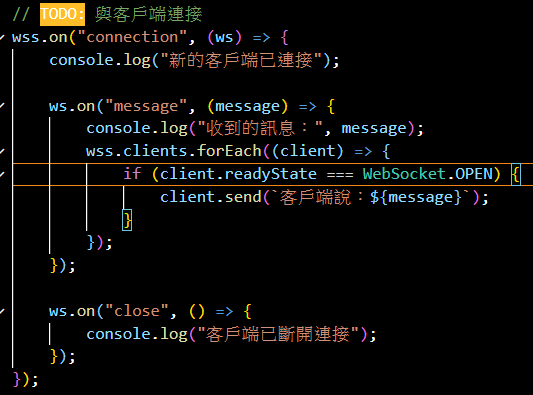 // TODO: 與客戶端連接
wss.on("connection", (ws) => {
console.log("新的客戶端已連接");
ws.on("message", (message) => {
console.log("收到的訊息：", message);
wss.clients.forEach((client) => {
if (client.readyState === WebSocket.OPEN) {
client.send(`客戶端說：${message}`);
}
});
});
ws.on("close", () => {
console.log("客戶端已斷開連接");
});
});